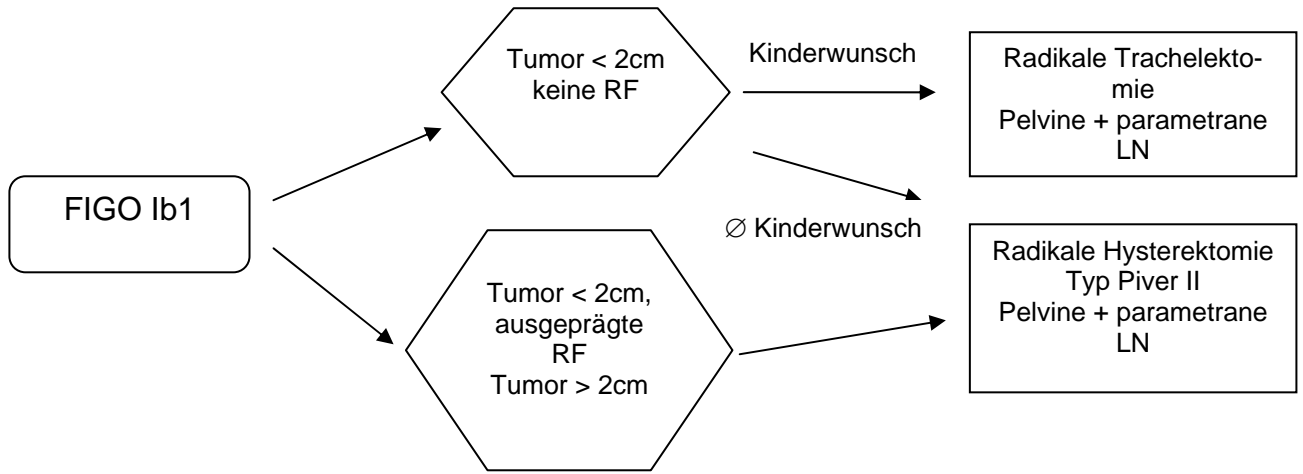 FIGO Ib1
Tumor < 2cm
keine RF
Kinderwunsch
Radikale Trachelekto-
mie
Pelvine + parametrane
LN
∅ Kinderwunsch
Tumor < 2cm,
ausgeprägte
RF
Tumor > 2cm
Radikale Hysterektomie
Typ Piver II
Pelvine + parametrane
LN